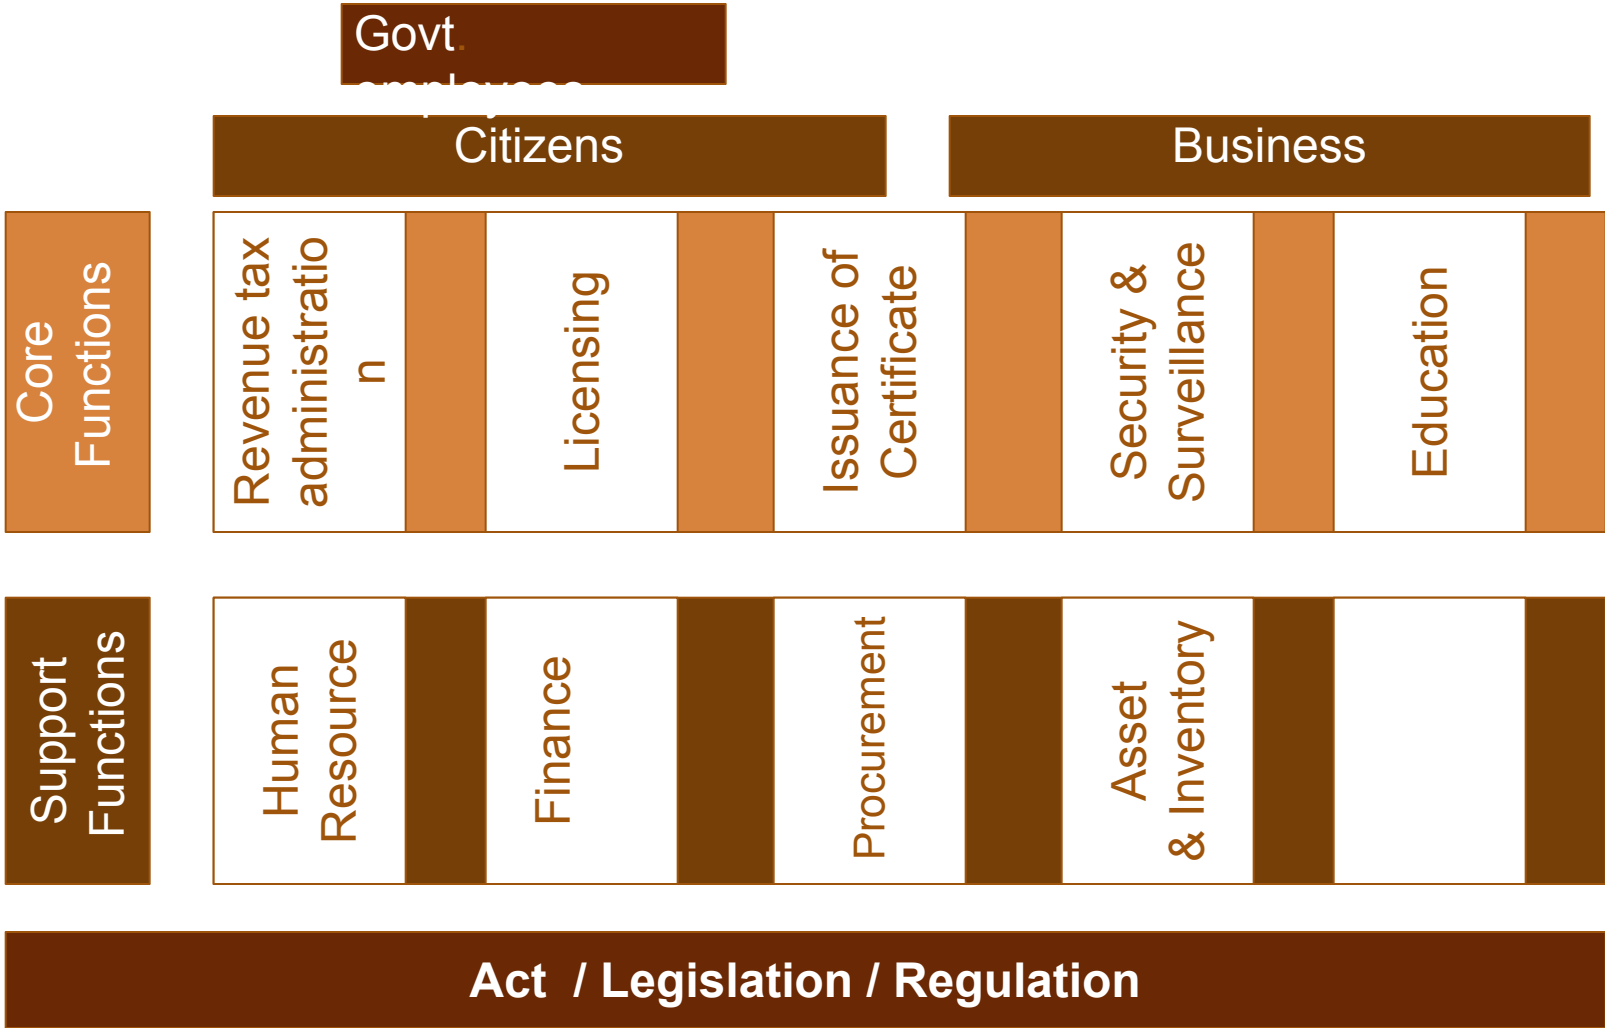 Govt.
employees
Citizens
Business
Core
Functions
Revenue tax
administratio
n
Licensing
Issuance of
Certificate
Security &
Surveillance
Education
Support
Functions
Human
Resource
Finance
Procurement
Asset
& Inventory
Act / Legislation / Regulation